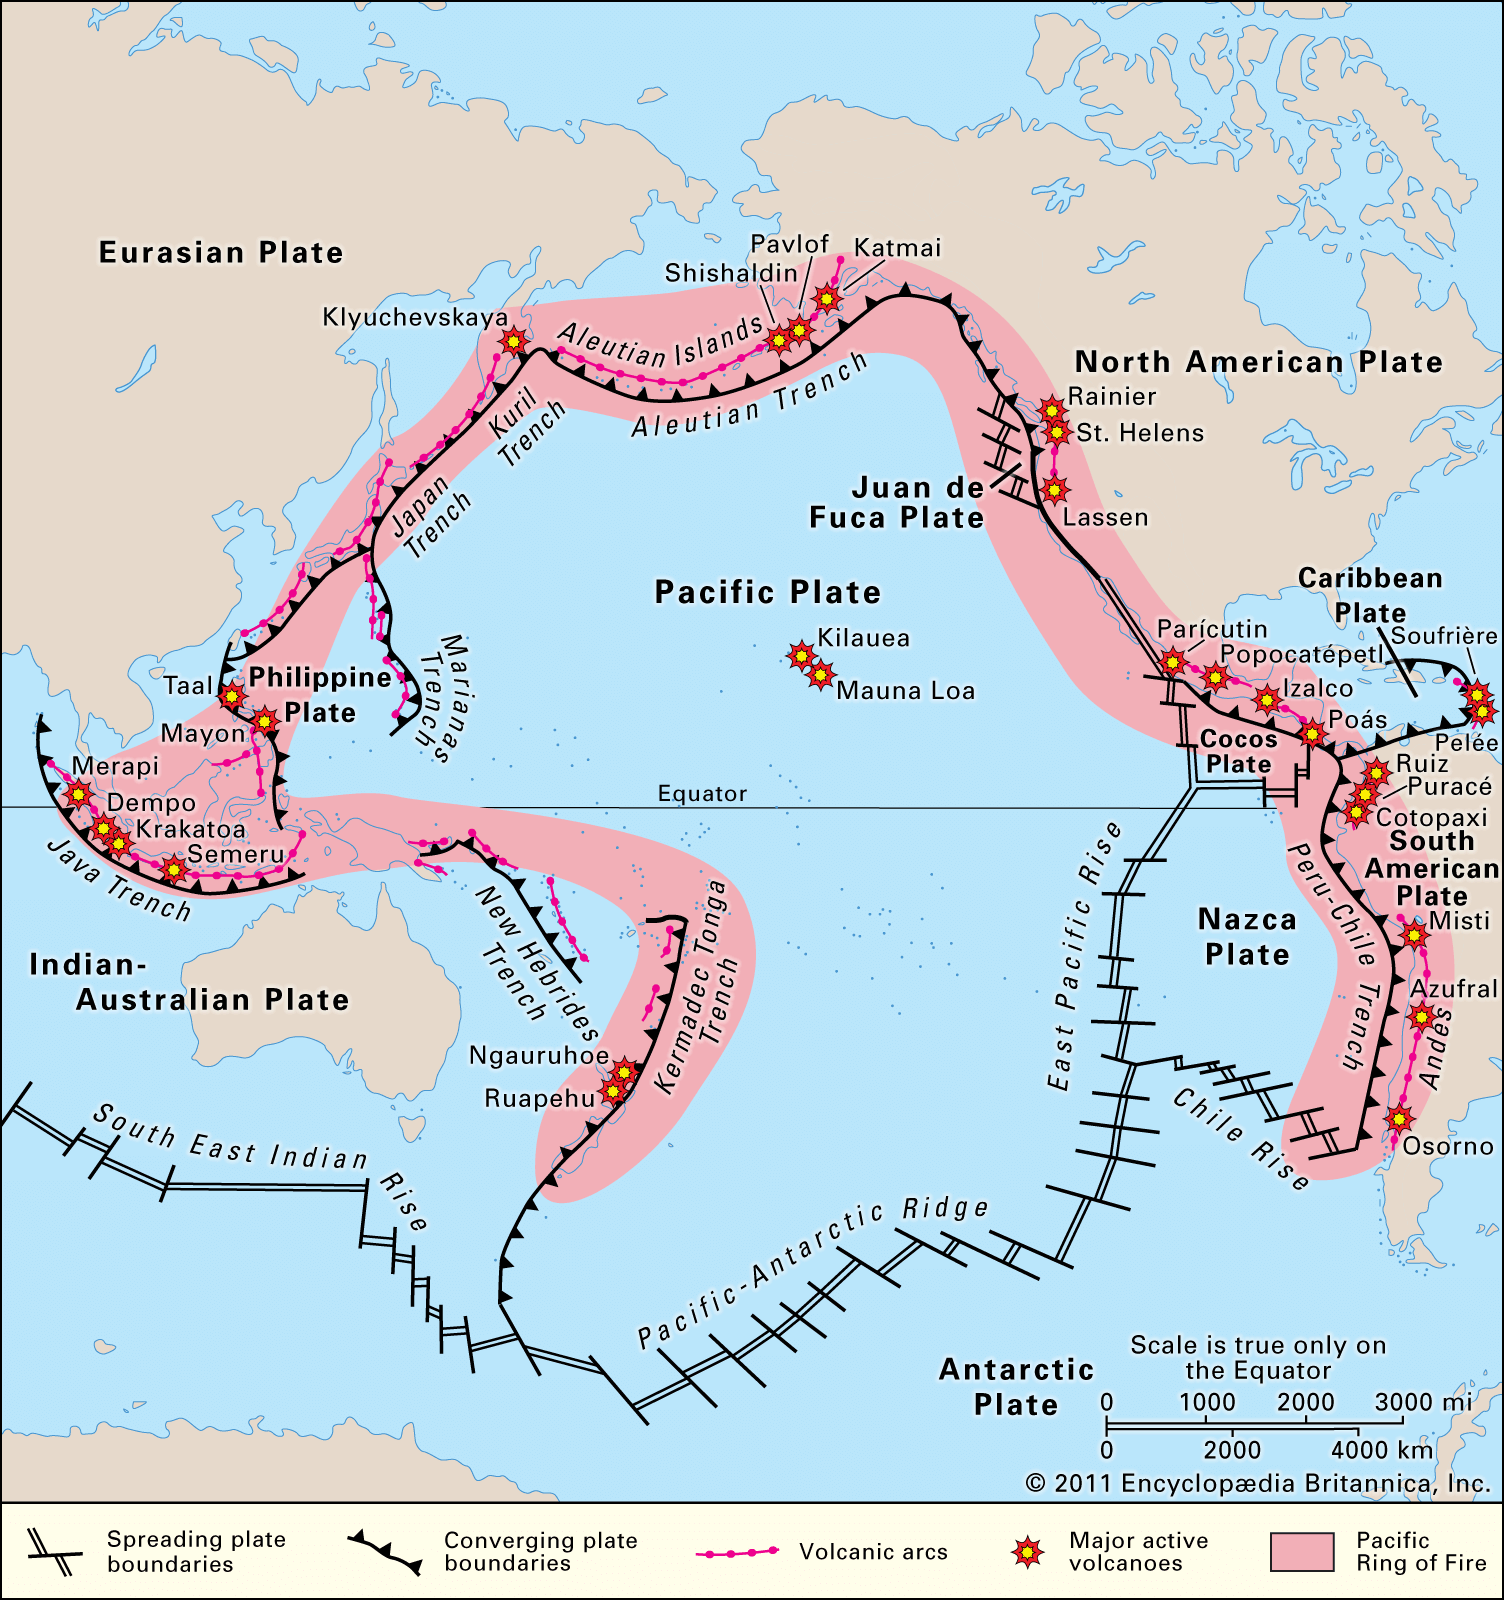 Eurasian Plate
Pavlof
Katmai
Shishaldin
Klyuchevskaya
Aleutian Islands
Aleutian Trench
Kuril
Trench
North American Plate
Rainier
St. Helens
Lassen
Juan de
Fuca Plate
Japan
Trench
Pacific Plate
Kilauea
Mauna Loa
Caribbean
Plate
Soufrière
Parícutin
Popocatépetl
Izalco
Poás
Pelée
Cocos
Plate
Ruiz
Puracé
Cotopaxi
Taal
Philippine
Plate
Mayon
Marianas
Trench
Merapi
Dempo
Krakatoa
Semeru
Java Trench
Equator
South
American
Plate
Misti
Azufral
Andes
Osorno
Peru-Chile Trench
Nazca
Plate
East Pacific Rise
Chile Rise
New Hebrides
Trench
Kermadec Tonga
Trench
Ngauruhoe
Ruapehu
Indian-
Australian Plate
South East Indian Rise
Pacific-Antarctic Ridge
Antarctic
Plate
Scale is true only on
the Equator
0 1000 2000 3000 mi
0 2000 4000 km
© 2011 Encyclopædia Britannica, Inc.
Spreading plate
boundaries
Converging plate
boundaries
Volcanic arcs
Major active
volcanoes
Pacific
Ring of Fire